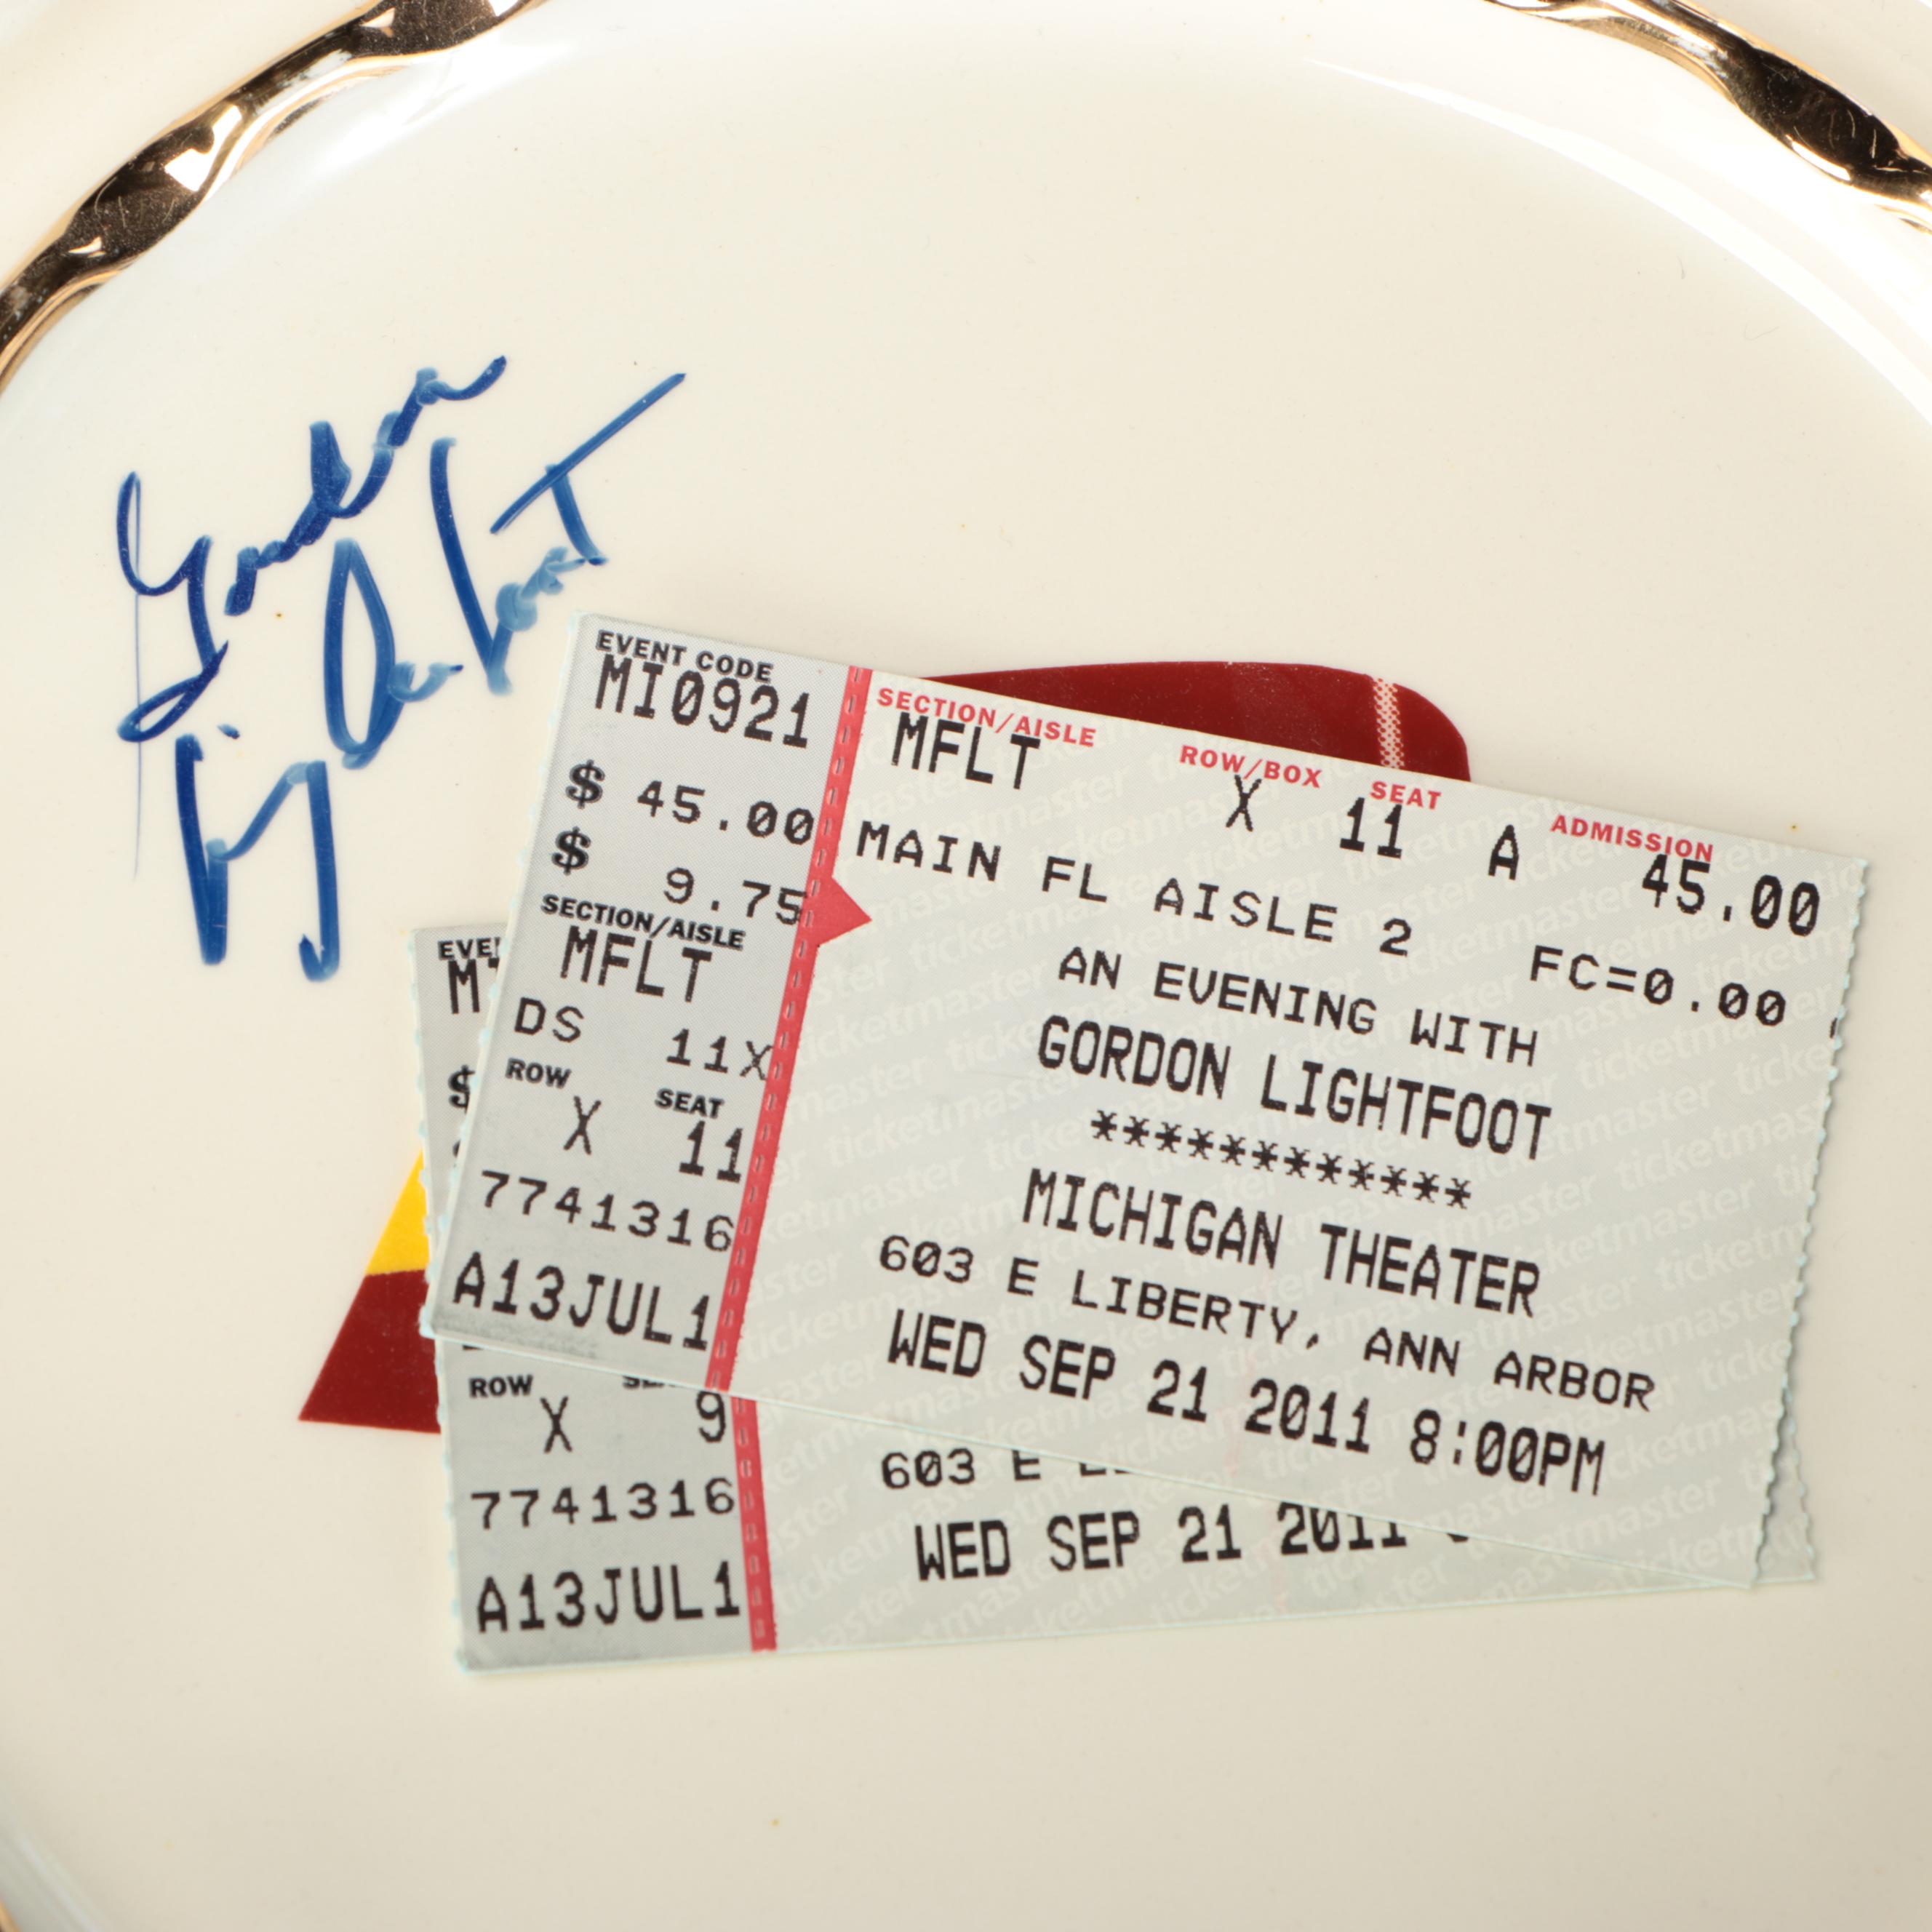 Gordon
Lightfoot
EVENT CODE
MI0921
$ 45.00
$ 9.75
SECTION/AISLE
MFLT
DS 11X
ROW SEAT
X 11
7741316
A13JUL1
SECTION/AISLE ROW/BOX SEAT ADMISSION
MFLT X 11 A 45.00
MAIN FL AISLE 2 FC=0.00
AN EVENING WITH
GORDON LIGHTFOOT
************
MICHIGAN THEATER
603 E LIBERTY, ANN ARBOR
WED SEP 21 2011 8:00PM
$
ROW
X 9
7741316
A13JUL1
603 E
WED SEP 21 2011